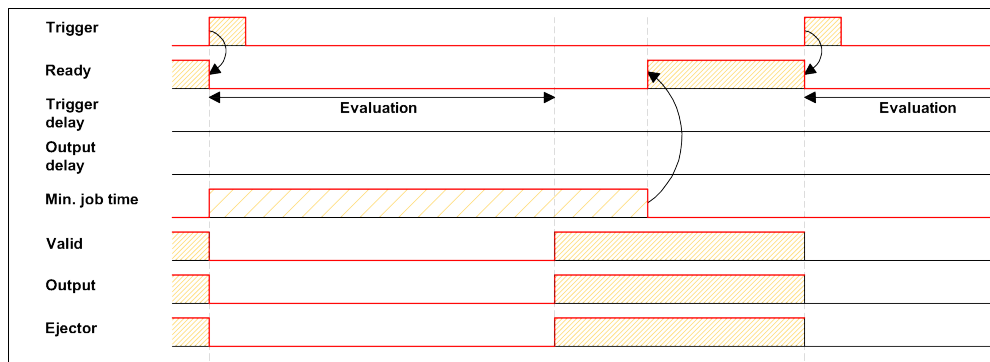 Trigger
Ready
Evaluation
Evaluation
Trigger
delay
Output
delay
Min. job time
Valid
Output
Ejector